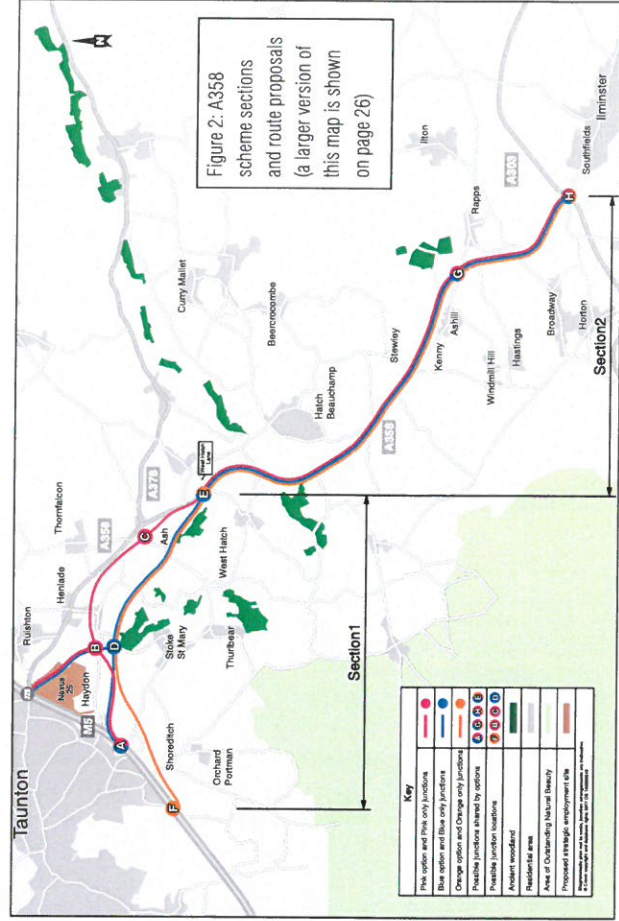 Taunton
Figure 2: A358
scheme sections
and route proposals
(a larger version of
this map is shown
on page 26)
N
Ruishton
Henlade
Thornfalcon
A358
A378
Nexus
25
Haydon
M5
B
C
Ash
A
D
E
West Hatch
Lane
Shoreditch
Stoke
St Mary
West Hatch
Thurlbear
Orchard
Portman
F
Curry Mallet
Beercrocombe
Hatch
Beauchamp
Stewley
A358
Kenny
Ashill
G
Rapps
Ilton
A303
Windmill Hill
Hastings
Broadway
Horton
H
Southfields
Ilminster
Section1
Section2
Key
Pink option and Pink only junctions
Blue option and Blue only junctions
Orange option and Orange only junctions
A G H E Possible junctions shared by options
F B C D Possible junction locations
Ancient woodland
Residential area
Area of Outstanding Natural Beauty
Proposed strategic employment site